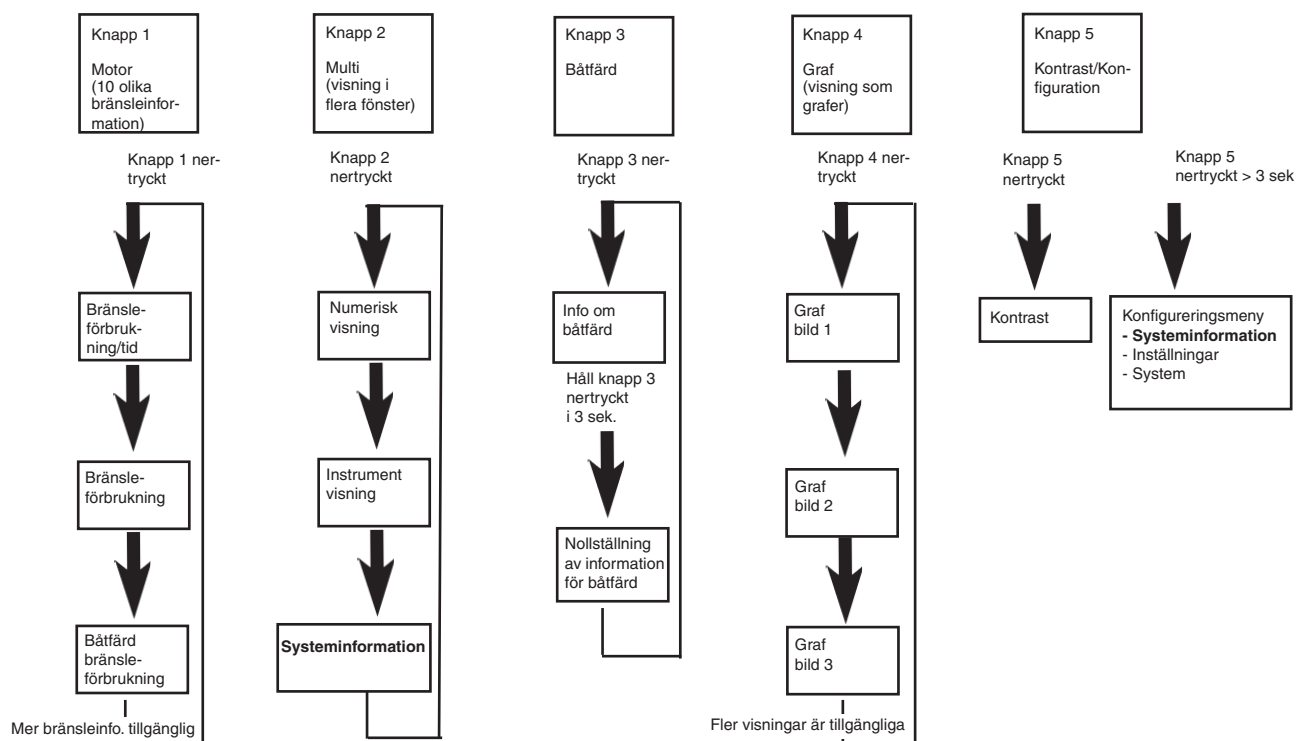 Knapp 1
Motor
(10 olika
bränsleinfor-
mation)
Knapp 1 ner-
tryckt
Bränsle-
förbruk-
ning/tid
Bränsle-
förbrukning
Båtfärd
bränsle-
förbrukning
Mer bränsleinfo. tillgänglig
Knapp 2
Multi
(visning i
flera fönster)
Knapp 2
nertryckt
Numerisk
visning
Instrument
visning
Systeminformation
Knapp 3
Båtfärd
Knapp 3 ner-
tryckt
Info om
båtfärd
Håll knapp 3
nertryckt
i 3 sek.
Nollställning
av information
för båtfärd
Knapp 4
Graf
(visning som
grafer)
Knapp 4 ner-
tryckt
Graf
bild 1
Graf
bild 2
Graf
bild 3
Fler visningar är tillgängliga
Knapp 5
Kontrast/Kon-
figuration
Knapp 5
nertryckt
Kontrast
Knapp 5
nertryckt > 3 sek
Konfigureringsmeny
- Systeminformation
- Inställningar
- System